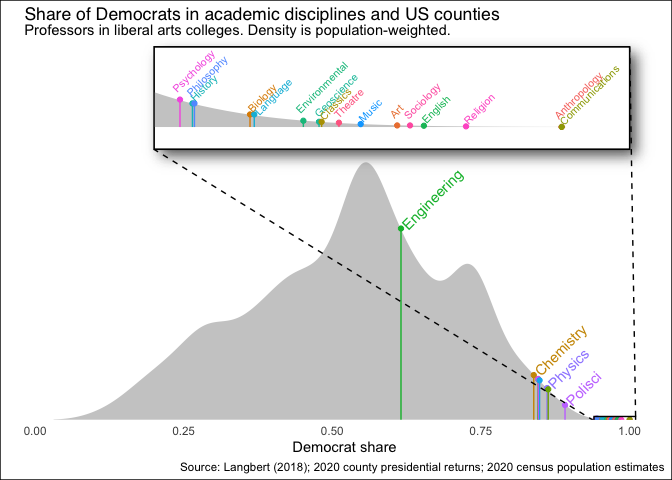 Share of Democrats in academic disciplines and US counties
Professors in liberal arts colleges. Density is population-weighted.
Psychology
Philosophy
History
Biology
Language
Environmental
Geoscience
Classics
Theatre
Music
Art
Sociology
English
Religion
Anthropology
Communications
Engineering
Chemistry
Physics
Polisci
0.00 0.25 0.50 0.75 1.00
Democrat share
Source: Langbert (2018); 2020 county presidential returns; 2020 census population estimates